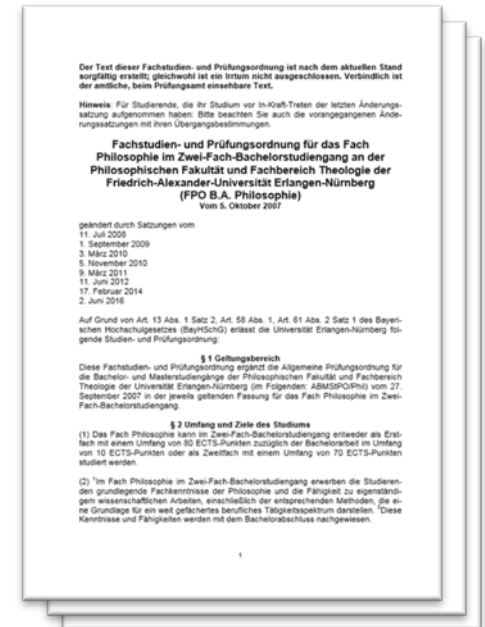 Der Text dieser Fachstudien- und Prüfungsordnung ist nach dem aktuellen Stand
sorgfältig erstellt; gleichwohl ist ein Irrtum nicht ausgeschlossen. Verbindlich ist
der amtliche, beim Prüfungsamt einsehbare Text.
Hinweis: Für Studierende, die ihr Studium vor In-Kraft-Treten der letzten Änderungs-
satzung aufgenommen haben: Bitte beachten Sie auch die vorangegangenen Ände-
rungssatzungen mit ihren Übergangsbestimmungen.
Fachstudien- und Prüfungsordnung für das Fach
Philosophie im Zwei-Fach-Bachelorstudiengang an der
Philosophischen Fakultät und Fachbereich Theologie der
Friedrich-Alexander-Universität Erlangen-Nürnberg
(FPO B.A. Philosophie)
Vom 5. Oktober 2007
geändert durch Satzungen vom
11. Juli 2008
1. September 2009
3. März 2010
5. November 2010
9. März 2011
11. Juni 2012
17. Februar 2014
2. Juni 2016
Auf Grund von Art. 13 Abs. 1 Satz 2, Art. 58 Abs. 1, Art. 61 Abs. 2 Satz 1 des Bayeri-
schen Hochschulgesetzes (BayHSchG) erlässt die Universität Erlangen-Nürnberg fol-
gende Studien- und Prüfungsordnung:
§ 1 Geltungsbereich
Diese Fachstudien- und Prüfungsordnung ergänzt die Allgemeine Prüfungsordnung für
die Bachelor- und Masterstudiengänge der Philosophischen Fakultät und Fachbereich
Theologie der Universität Erlangen-Nürnberg (im Folgenden: ABMStPO/Phil) vom 27.
September 2007 in der jeweils geltenden Fassung für das Fach Philosophie im Zwei-
Fach-Bachelorstudiengang.
§ 2 Umfang und Ziele des Studiums
(1) Das Fach Philosophie kann im Zwei-Fach-Bachelorstudiengang entweder als Erst-
fach mit einem Umfang von 80 ECTS-Punkten zuzüglich der Bachelorarbeit im Umfang
von 10 ECTS-Punkten oder als Zweitfach mit einem Umfang von 70 ECTS-Punkten
studiert werden.
(2) ¹Im Fach Philosophie im Zwei-Fach-Bachelorstudiengang erwerben die Studieren-
den grundlegende Fachkenntnisse der Philosophie und die Fähigkeit zu eigenständi-
gem wissenschaftlichen Arbeiten, einschließlich der entsprechenden Methoden, die ei-
ne Grundlage für ein weit gefächertes berufliches Tätigkeitsspektrum darstellen. ²Diese
Kenntnisse und Fähigkeiten werden mit dem Bachelorabschluss nachgewiesen.
1